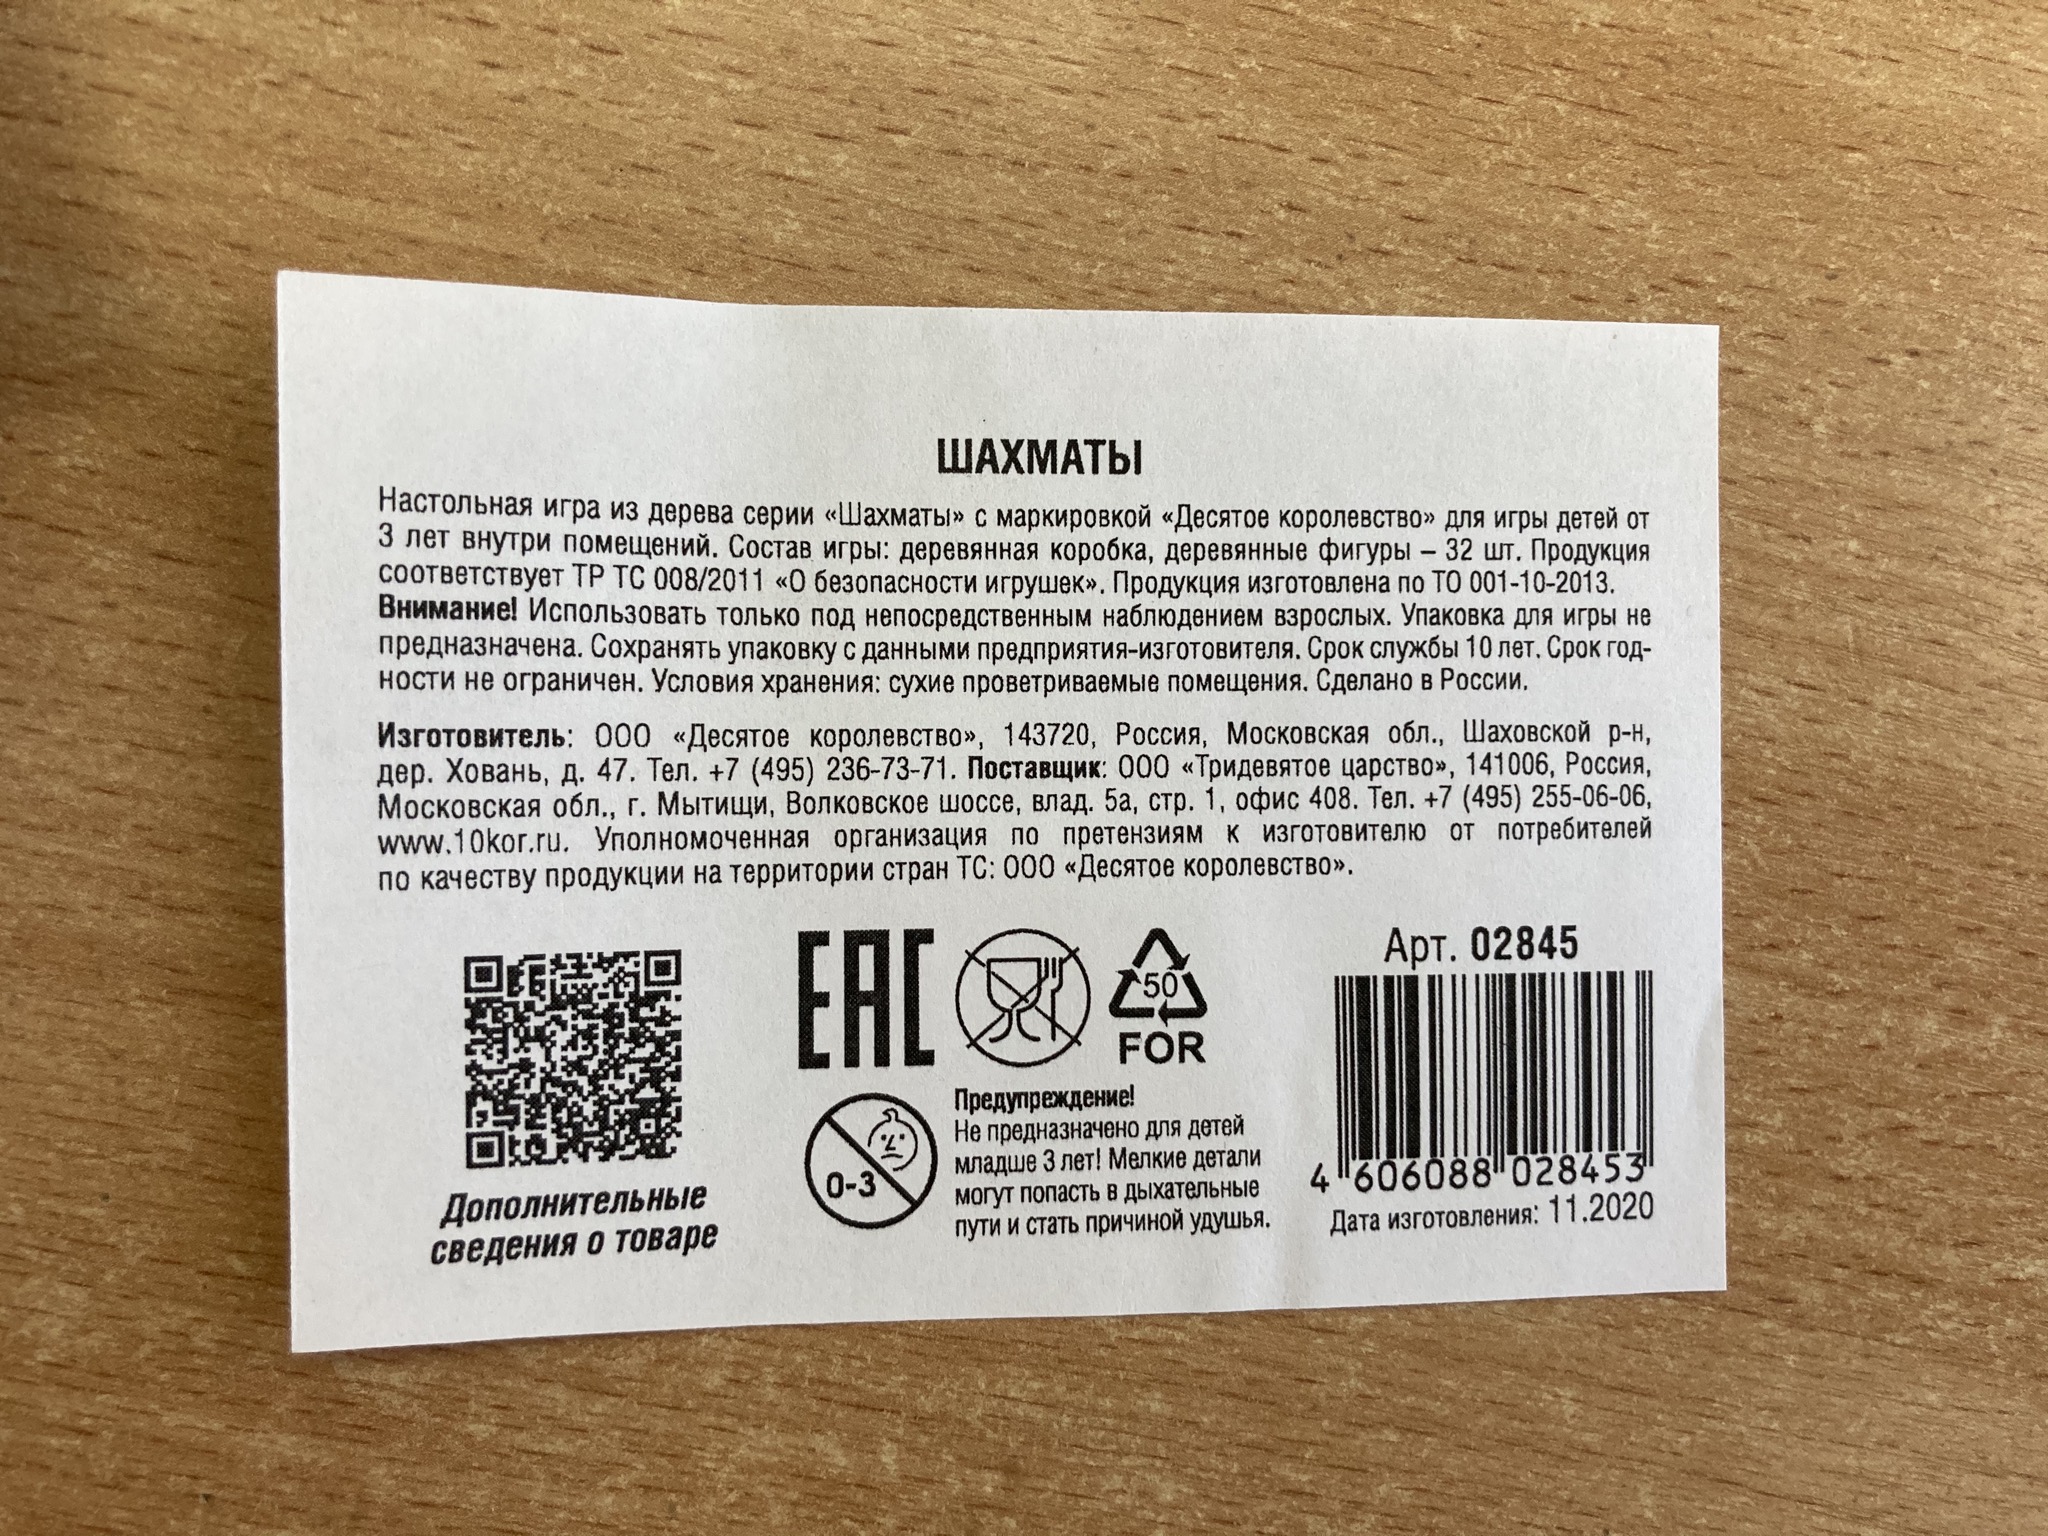 ШАХМАТЫ
Настольная игра из дерева серии «Шахматы» с маркировкой «Десятое королевство» для игры детей от
3 лет внутри помещений. Состав игры: деревянная коробка, деревянные фигуры – 32 шт. Продукция
соответствует ТР ТС 008/2011 «О безопасности игрушек». Продукция изготовлена по ТО 001-10-2013.
Внимание! Использовать только под непосредственным наблюдением взрослых. Упаковка для игры не
предназначена. Сохранять упаковку с данными предприятия-изготовителя. Срок службы 10 лет. Срок год-
ности не ограничен. Условия хранения: сухие проветриваемые помещения. Сделано в России.
Изготовитель: ООО «Десятое королевство», 143720, Россия, Московская обл., Шаховской р-н,
дер. Ховань, д. 47. Тел. +7 (495) 236-73-71. Поставщик: ООО «Тридевятое царство», 141006, Россия,
Московская обл., г. Мытищи, Волковское шоссе, влад. 5а, стр. 1, офис 408. Тел. +7 (495) 255-06-06,
www.10kor.ru. Уполномоченная организация по претензиям к изготовителю от потребителей
по качеству продукции на территории стран ТС: ООО «Десятое королевство».
Дополнительные
сведения о товаре
EAC
50
FOR
0-3
Предупреждение!
Не предназначено для детей
младше 3 лет! Мелкие детали
могут попасть в дыхательные
пути и стать причиной удушья.
Арт. 02845
4 606088 028453
Дата изготовления: 11.2020